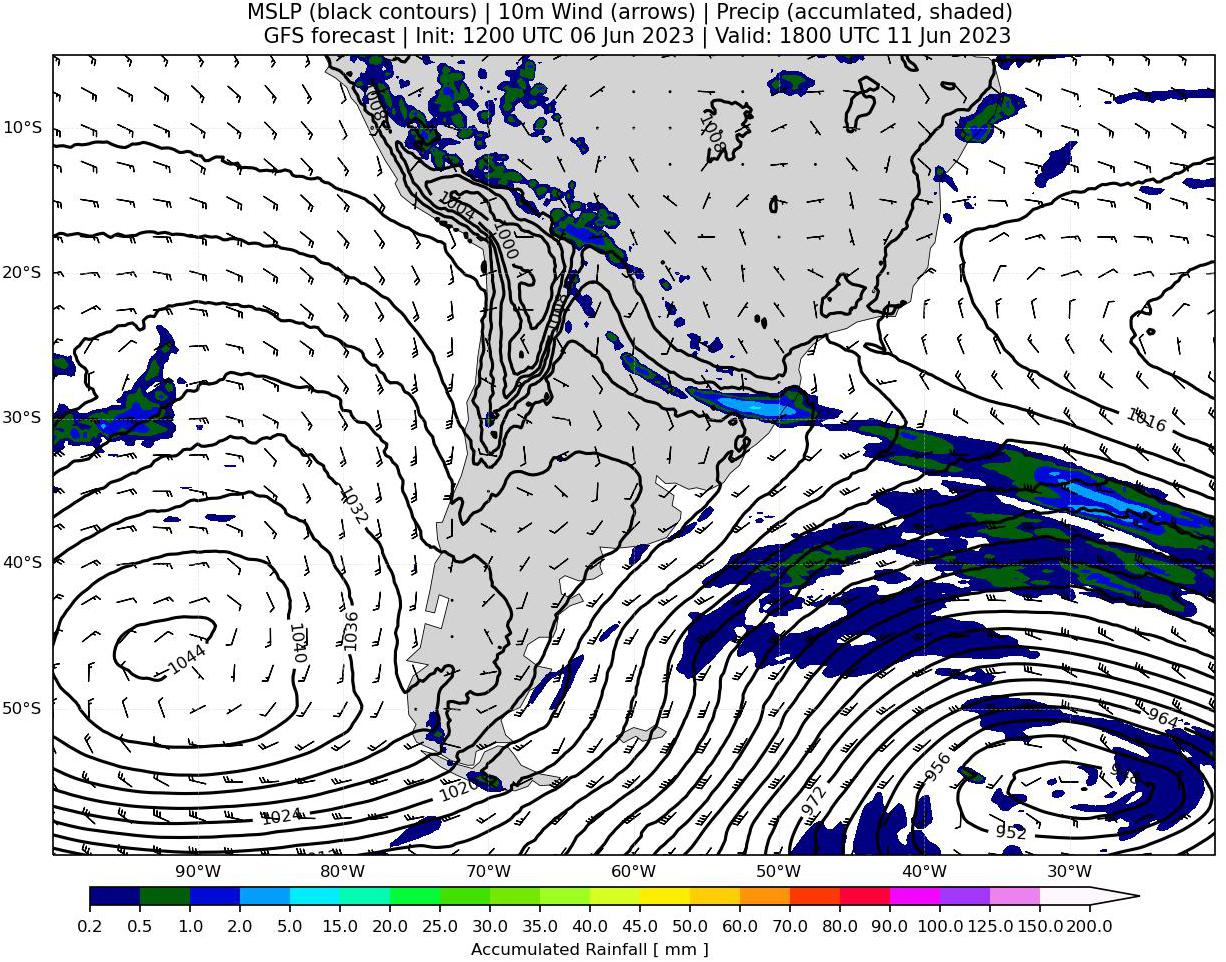 MSLP (black contours) | 10m Wind (arrows) | Precip (accumlated, shaded)
GFS forecast | Init: 1200 UTC 06 Jun 2023 | Valid: 1800 UTC 11 Jun 2023
10°S
20°S
30°S
40°S
50°S
1008
1008
1004
1000
1016
1032
1036
1040
1044
1020
1024
972
956
964
952
90°W
80°W
70°W
60°W
50°W
40°W
30°W
0.2 0.5 1.0 2.0 5.0 10.0 15.0 20.0 25.0 30.0 35.0 40.0 45.0 50.0 60.0 70.0 80.0 90.0 100.0 125.0 150.0 200.0
Accumulated Rainfall [ mm ]